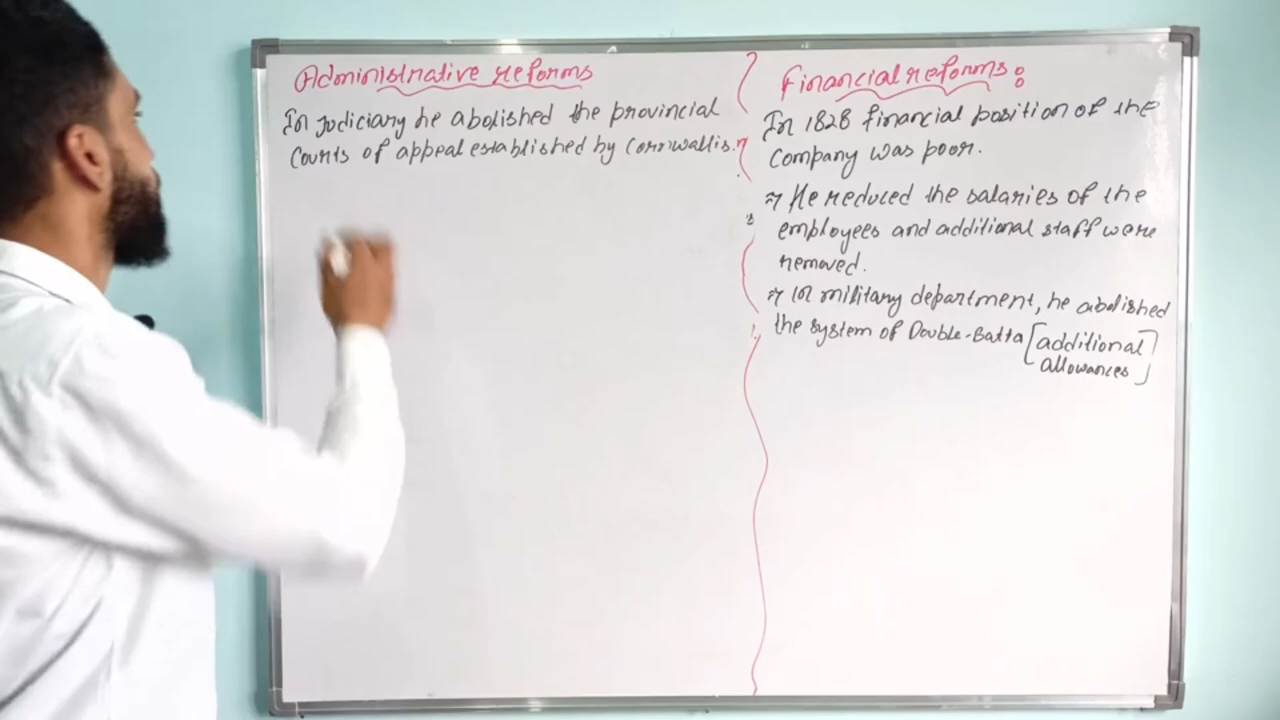 Administrative reforms
In judiciary he abolished the provincial
Courts of appeal established by Cornwallis.
Financial reforms:
In 1828 financial position of the
Company was poor.
→ He reduced the salaries of the
employees and additional staff were
removed.
→ In military department, he abolished
the system of Double-Batta [additional
allowances]